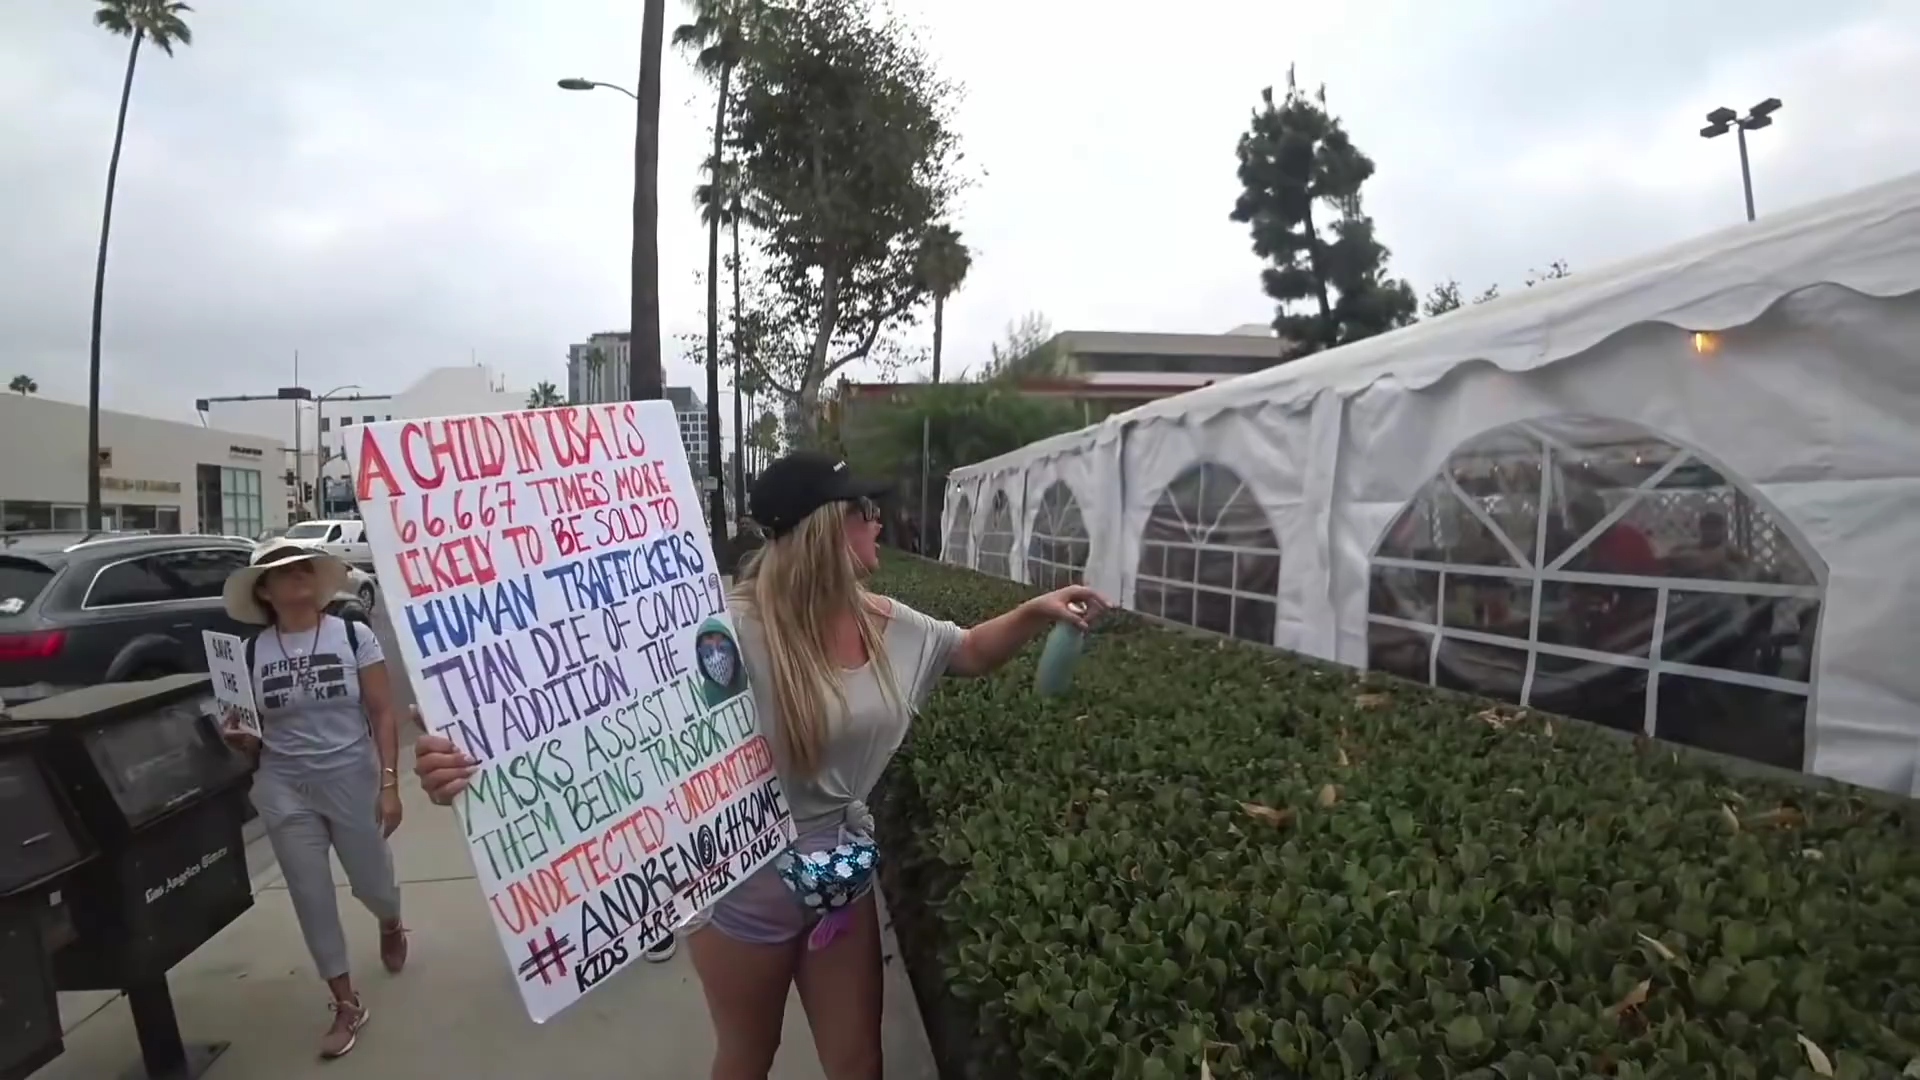 A CHILD IN USA IS
66,667 TIMES MORE
LIKELY TO BE SOLD TO
HUMAN TRAFFICKERS
THAN DIE OF COVID-19
IN ADDITION, THE
MASKS ASSIST IN
THEM BEING TRASPORTED
UNDETECTED + UNIDENTIFIED
#ANDRENOCHROME
KIDS ARE THEIR DRUG!
SAVE
THE
CHILDREN
FREE
AS
F*K
Los Angeles Times